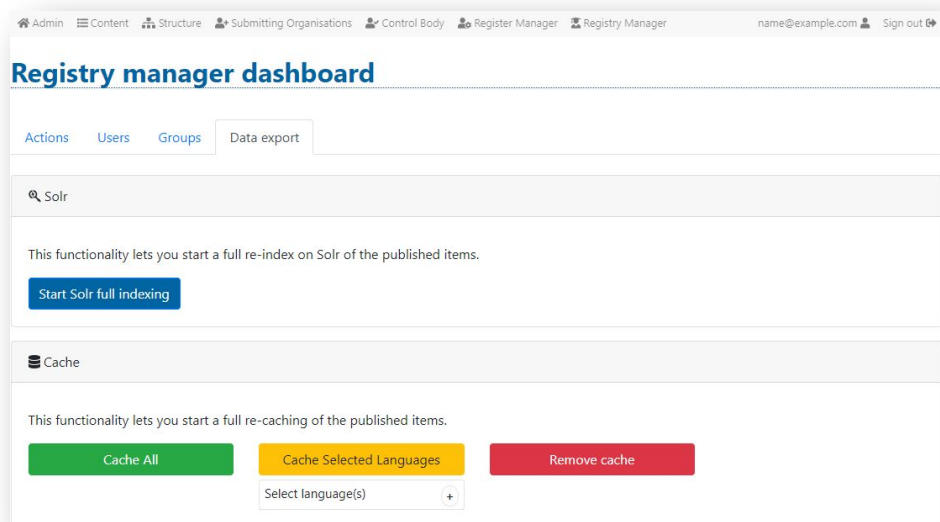 Admin Content Structure Submitting Organisations Control Body Register Manager Registry Manager name@example.com Sign out
Registry manager dashboard
Actions Users Groups Data export
Solr
This functionality lets you start a full re-index on Solr of the published items.
Start Solr full indexing
Cache
This functionality lets you start a full re-caching of the published items.
Cache All Cache Selected Languages Remove cache
Select language(s) +